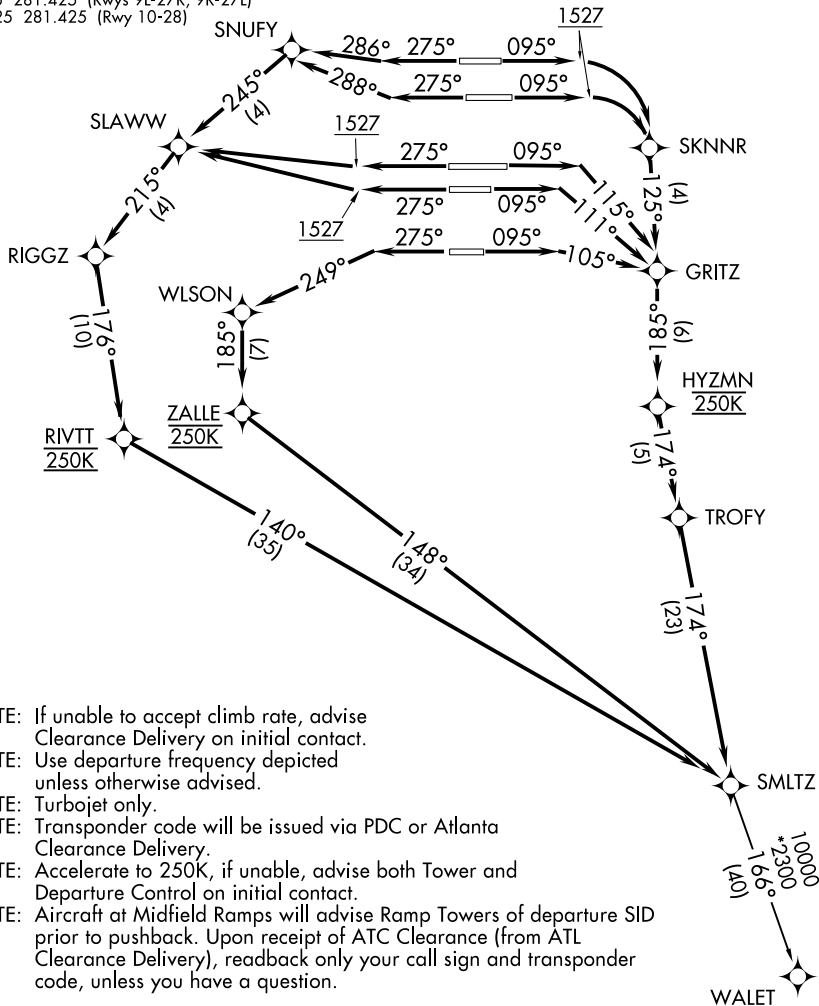 281.425 (Rwys 9L-27R, 9R-27L)
25 281.425 (Rwy 10-28)
SNUFY
286°
275°
095°
1527
288°
275°
095°
245°
(4)
SLAWW
1527
275°
095°
SKNNR
215°
(4)
115°
125°
(4)
275°
095°
111°
1527
RIGGZ
275°
095°
105°
GRITZ
249°
WLSON
176°
(10)
185°
(7)
185°
(6)
HYZMN
250K
ZALLE
250K
RIVTT
250K
174°
(5)
TROFY
140°
(35)
148°
(34)
174°
(23)
TE: If unable to accept climb rate, advise
Clearance Delivery on initial contact.
TE: Use departure frequency depicted
unless otherwise advised.
TE: Turbojet only.
TE: Transponder code will be issued via PDC or Atlanta
Clearance Delivery.
TE: Accelerate to 250K, if unable, advise both Tower and
Departure Control on initial contact.
TE: Aircraft at Midfield Ramps will advise Ramp Towers of departure SID
prior to pushback. Upon receipt of ATC Clearance (from ATL
Clearance Delivery), readback only your call sign and transponder
code, unless you have a question.
SMLTZ
10000
*2300
166°
(40)
WALET